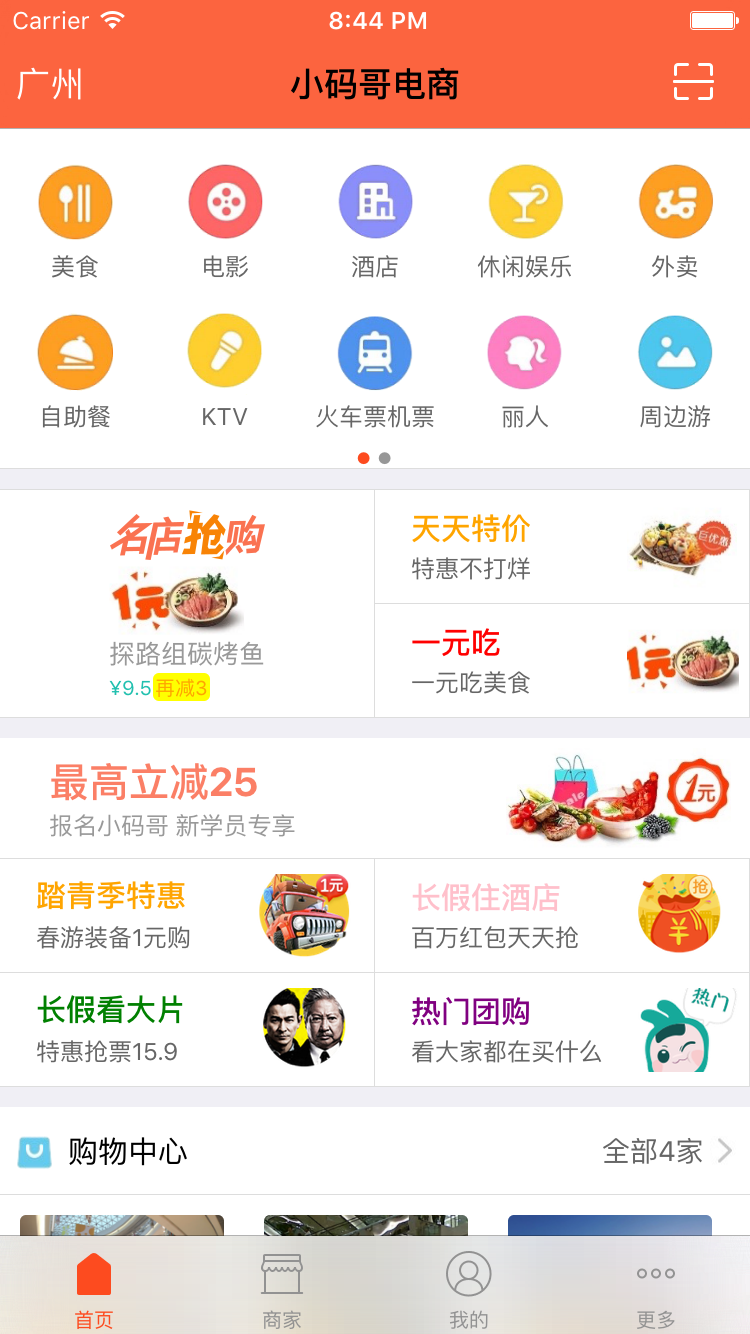 Carrier 8:44 PM
广州 小码哥电商
美食 电影 酒店 休闲娱乐 外卖
自助餐 KTV 火车票机票 丽人 周边游
名店抢购
1元
探路组碳烤鱼
¥9.5 再减3
天天特价
特惠不打烊
巨优惠
一元吃
一元吃美食
1元
最高立减25
报名小码哥 新学员专享
sale
1元
踏青季特惠
春游装备1元购
1元
长假住酒店
百万红包天天抢
抢
¥
长假看大片
特惠抢票15.9
热门团购
看大家都在买什么
热门
购物中心 全部4家
首页 商家 我的 更多